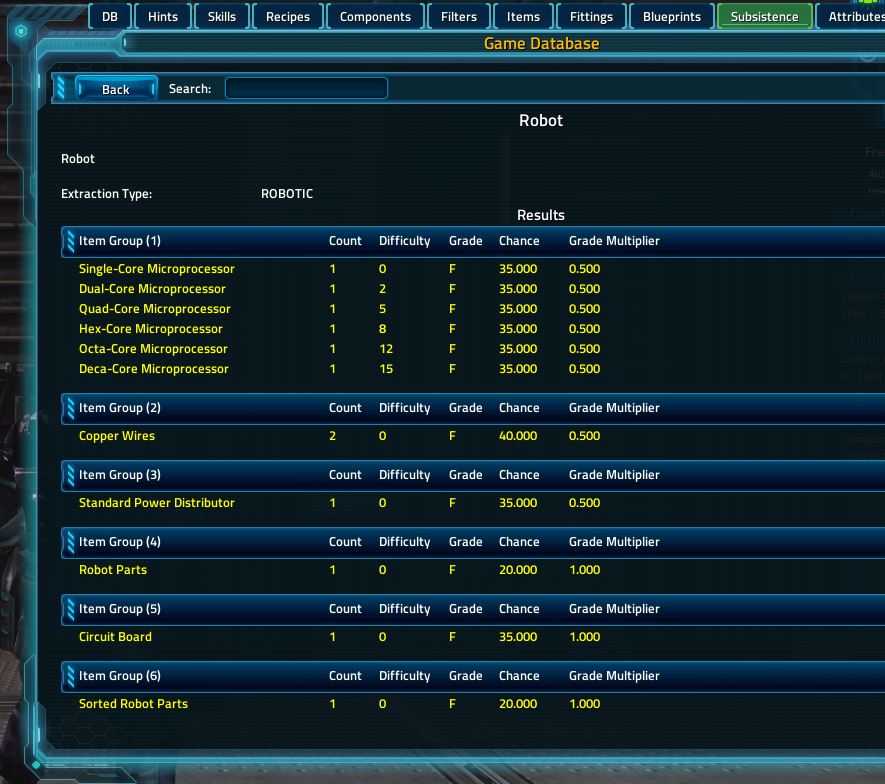 DB Hints Skills Recipes Components Filters Items Fittings Blueprints Subsistence Attributes
Game Database
Back Search:
Robot
Robot
Extraction Type: ROBOTIC
Results
Item Group (1) Count Difficulty Grade Chance Grade Multiplier
Single-Core Microprocessor 1 0 F 35.000 0.500
Dual-Core Microprocessor 1 2 F 35.000 0.500
Quad-Core Microprocessor 1 5 F 35.000 0.500
Hex-Core Microprocessor 1 8 F 35.000 0.500
Octa-Core Microprocessor 1 12 F 35.000 0.500
Deca-Core Microprocessor 1 15 F 35.000 0.500
Item Group (2) Count Difficulty Grade Chance Grade Multiplier
Copper Wires 2 0 F 40.000 0.500
Item Group (3) Count Difficulty Grade Chance Grade Multiplier
Standard Power Distributor 1 0 F 35.000 0.500
Item Group (4) Count Difficulty Grade Chance Grade Multiplier
Robot Parts 1 0 F 20.000 1.000
Item Group (5) Count Difficulty Grade Chance Grade Multiplier
Circuit Board 1 0 F 35.000 1.000
Item Group (6) Count Difficulty Grade Chance Grade Multiplier
Sorted Robot Parts 1 0 F 20.000 1.000